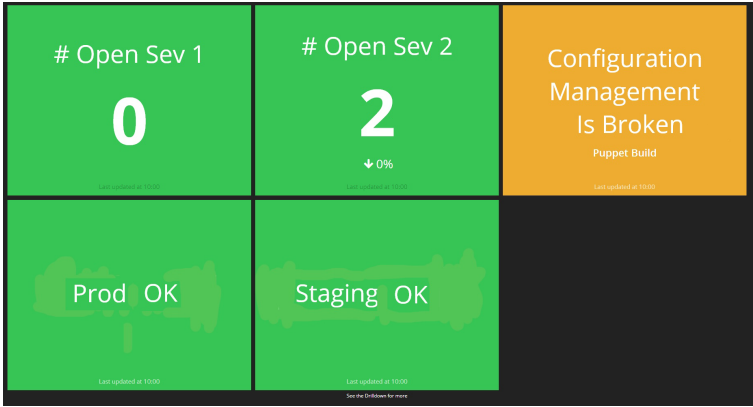 # Open Sev 1
0
Last updated at 10:00
# Open Sev 2
2
0%
Last updated at 10:00
Configuration
Management
Is Broken
Puppet Build
Last updated at 10:00
Prod OK
Last updated at 10:00
Staging OK
Last updated at 10:00
See the Drilldown for more